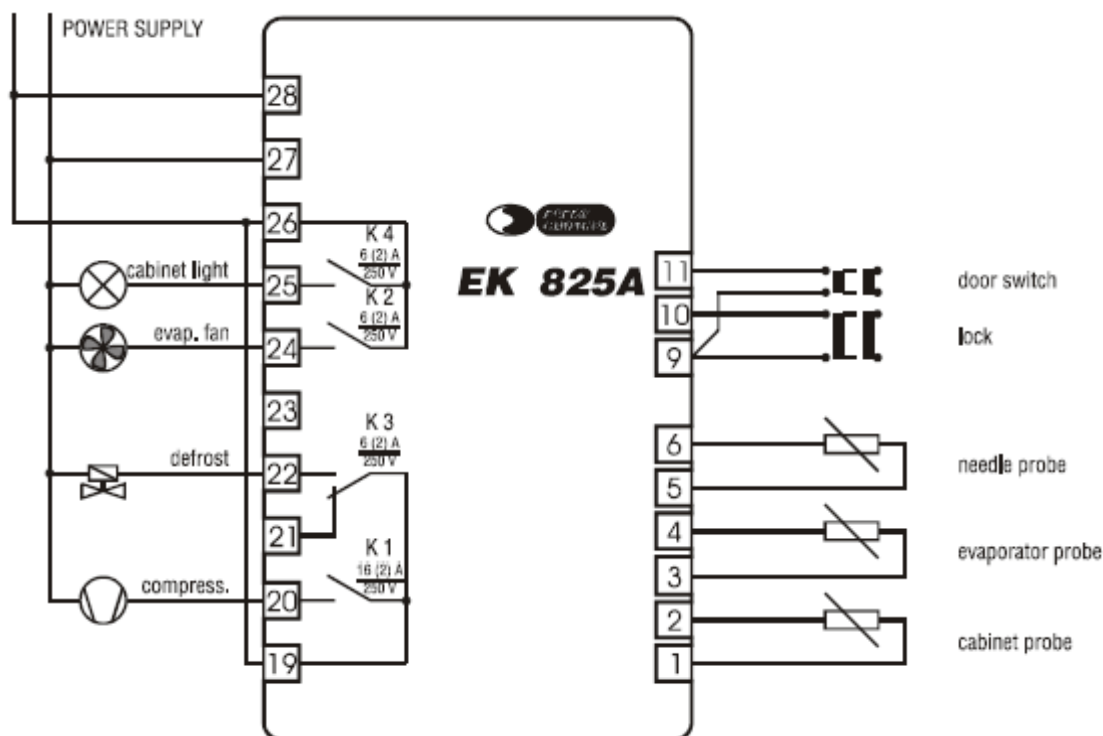 POWER SUPPLY
28
27
26
K 4
6 (2) A
250 V
cabinet light
25
K 2
6 (2) A
250 V
evap. fan
24
23
K 3
6 (2) A
250 V
defrost
22
21
K 1
16 (2) A
250 V
compress.
20
19
EK 825A
11
door switch
10
lock
9
6
needle probe
5
4
evaporator probe
3
2
cabinet probe
1